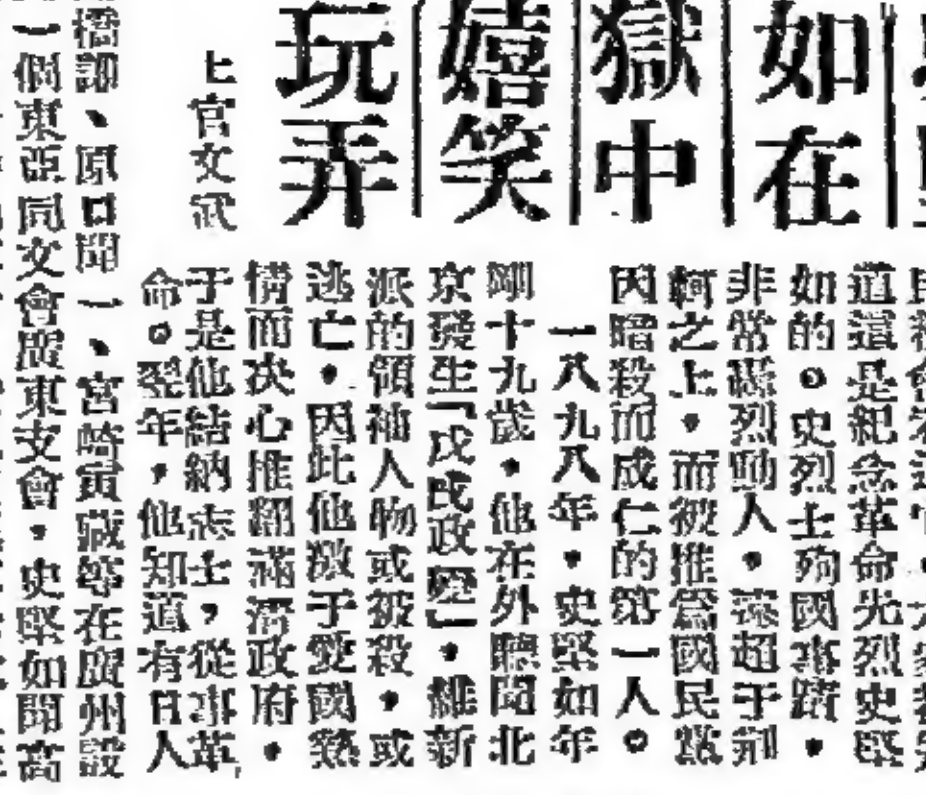 如在
獄中
嬉笑
玩弄
上官文武
道這是紀念革命光烈史堅
如的。史烈士殉國事蹟，
非常壯烈動人，遠超于荊
軻之上，而被推爲國民黨
因暗殺而成仁的第一人。
一八九八年，史堅如年
剛十九歲，他在外聽聞北
京發生「戊戌政變」，維新
派的領袖人物或被殺，或
逃亡，因此他激于愛國熱
情而決心推翻滿清政府，
于是他結納志士，從事革
命。翌年，他知道有日人
橋、原口聞一、宮崎寅藏等在廣州設
一個東亞同文會廣東支會，史堅如聞高